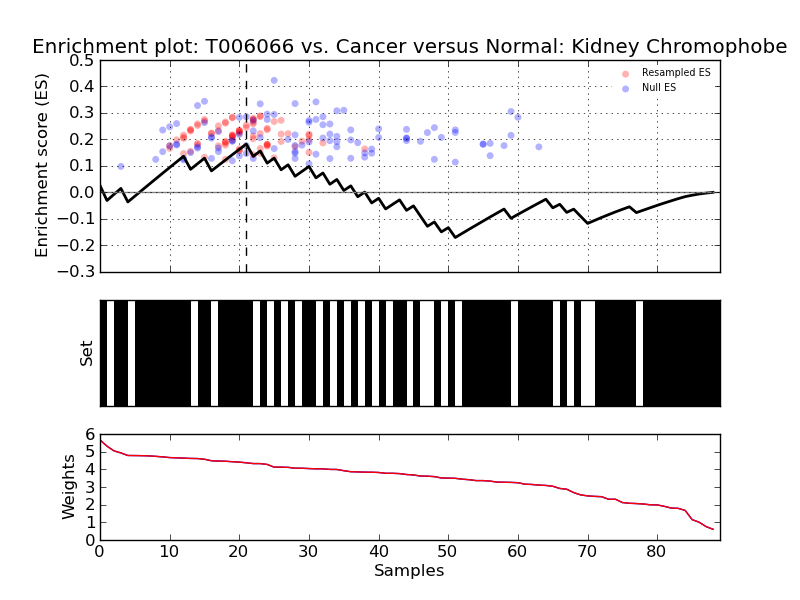 Enrichment plot: T006066 vs. Cancer versus Normal: Kidney Chromophobe
Enrichment score (ES)
0.5
0.4
0.3
0.2
0.1
0.0
−0.1
−0.2
−0.3
Resampled ES
Null ES
Set
Weights
6
5
4
3
2
1
0
0 10 20 30 40 50 60 70 80
Samples